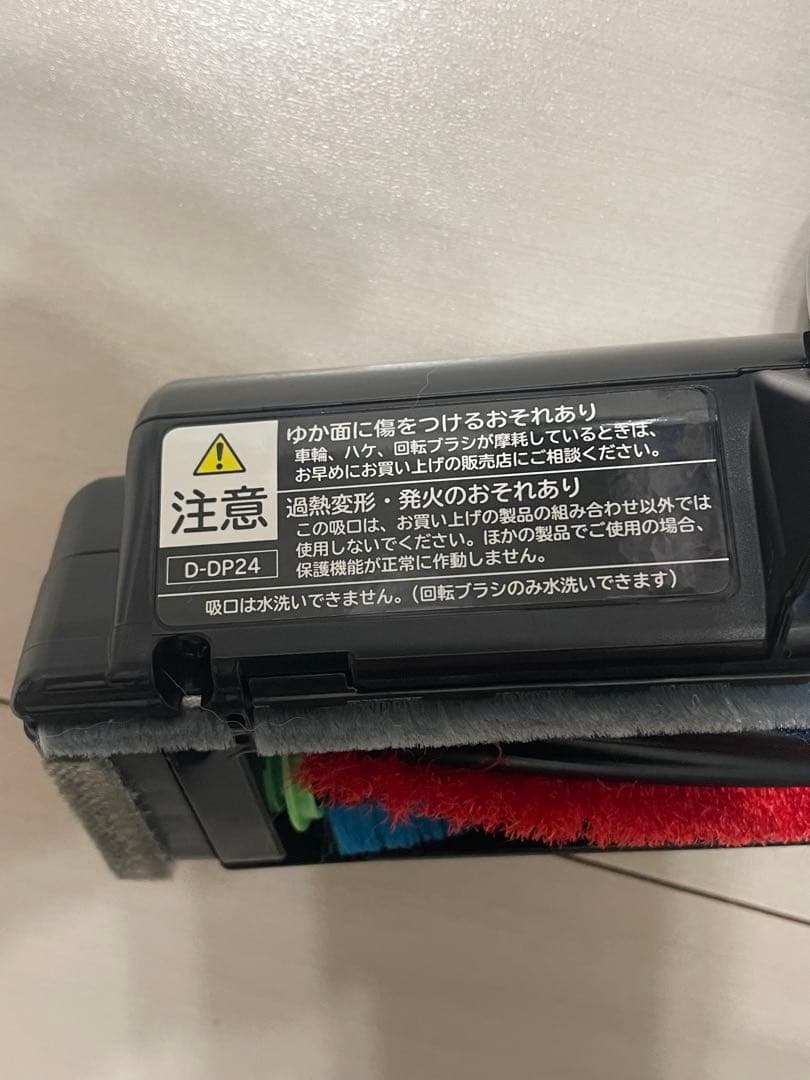 注意
D-DP24
ゆか面に傷をつけるおそれあり
車輪、ハケ、回転ブラシが摩耗しているときは、
お早めにお買い上げの販売店にご相談ください。
過熱変形・発火のおそれあり
この吸口は、お買い上げの製品の組み合わせ以外では
使用しないでください。ほかの製品でご使用の場合、
保護機能が正常に作動しません。
吸口は水洗いできません。(回転ブラシのみ水洗いできます)